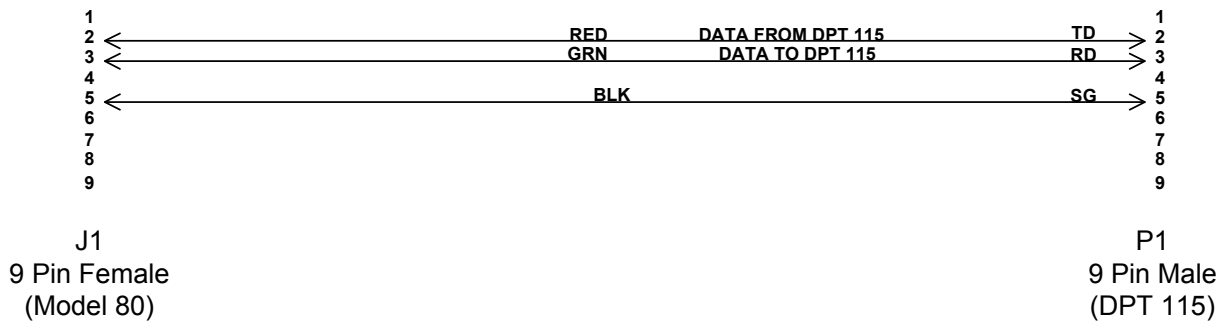 1 1
2 RED DATA FROM DPT 115 TD 2
3 GRN DATA TO DPT 115 RD 3
4 4
5 BLK SG 5
6 6
7 7
8 8
9 9
J1 P1
9 Pin Female 9 Pin Male
(Model 80) (DPT 115)